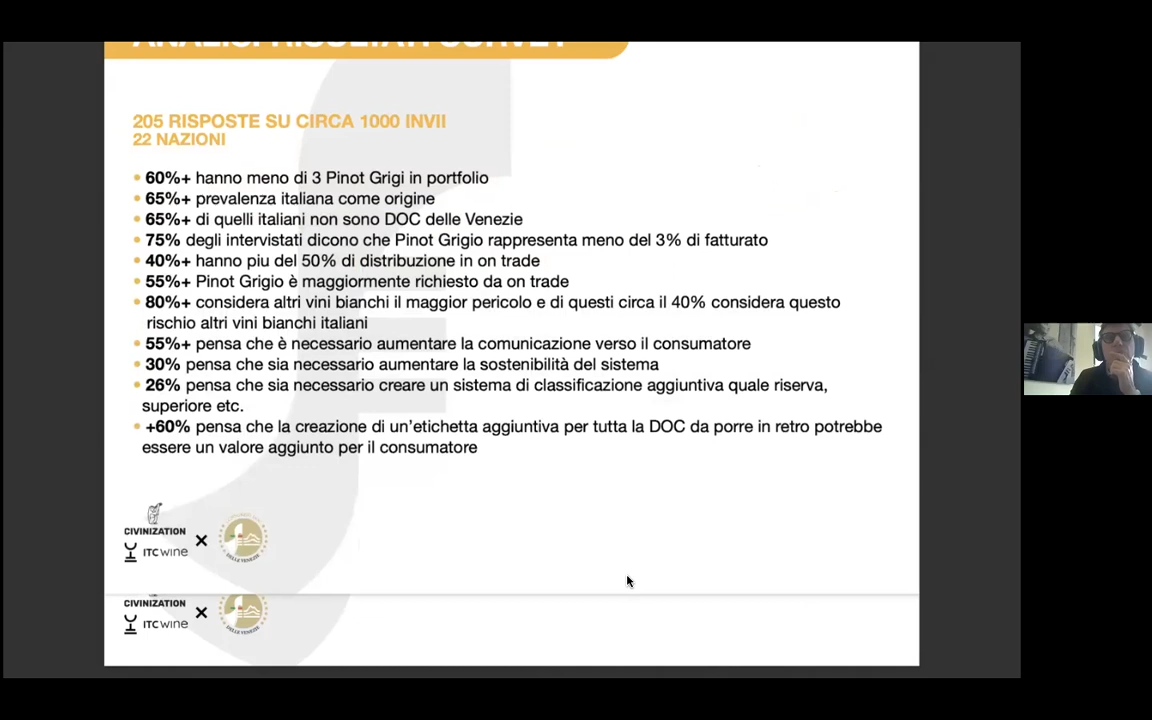 ANALISI RISULTATI SURVEY
205 RISPOSTE SU CIRCA 1000 INVII
22 NAZIONI
• 60%+ hanno meno di 3 Pinot Grigi in portfolio
• 65%+ prevalenza italiana come origine
• 65%+ di quelli italiani non sono DOC delle Venezie
• 75% degli intervistati dicono che Pinot Grigio rappresenta meno del 3% di fatturato
• 40%+ hanno piu del 50% di distribuzione in on trade
• 55%+ Pinot Grigio è maggiormente richiesto da on trade
• 80%+ considera altri vini bianchi il maggior pericolo e di questi circa il 40% considera questo
rischio altri vini bianchi italiani
• 55%+ pensa che è necessario aumentare la comunicazione verso il consumatore
• 30% pensa che sia necessario aumentare la sostenibilità del sistema
• 26% pensa che sia necessario creare un sistema di classificazione aggiuntiva quale riserva,
superiore etc.
• +60% pensa che la creazione di un'etichetta aggiuntiva per tutta la DOC da porre in retro potrebbe
essere un valore aggiunto per il consumatore
CIVINIZATION
ITCwine
×
DELLE VENEZIE
CIVINIZATION
ITCwine
×
DELLE VENEZIE